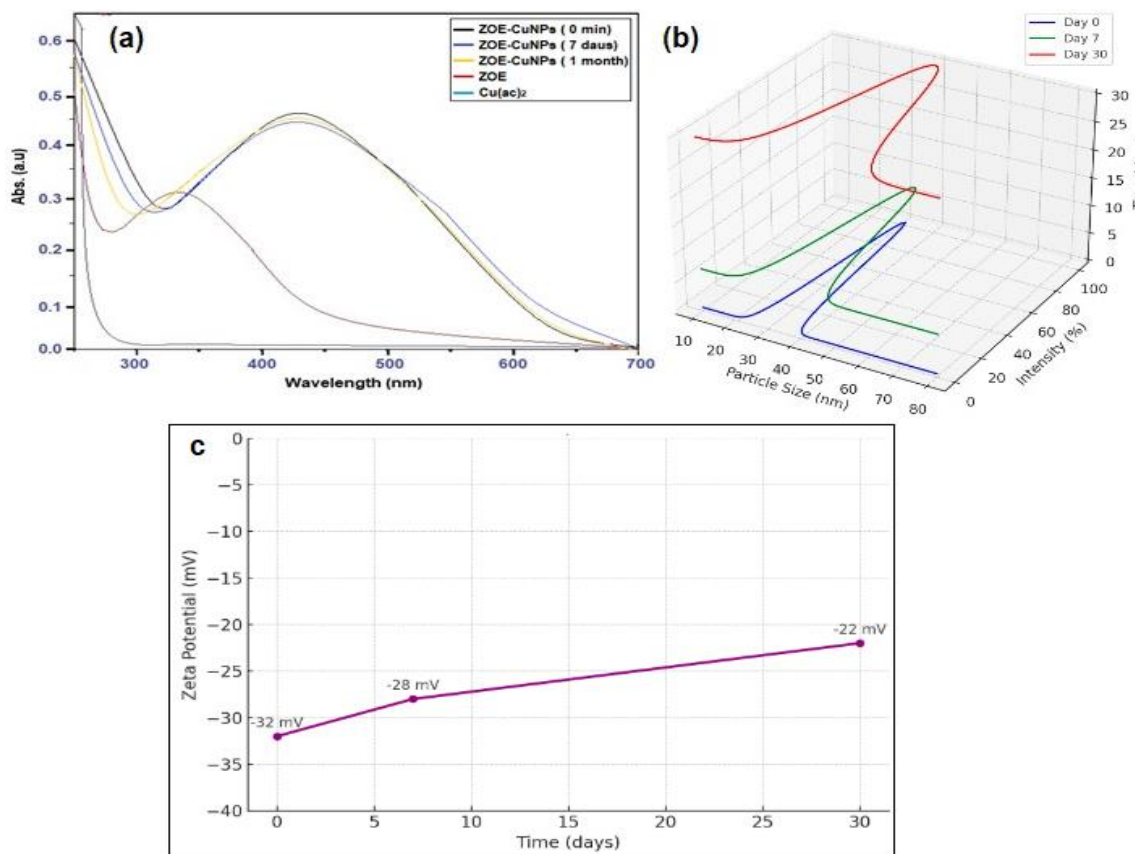 (a)
ZOE-CuNPs ( 0 min)
ZOE-CuNPs ( 7 daus)
ZOE-CuNPs ( 1 month)
ZOE
Cu(ac)₂
0.6
0.5
0.4
0.3
0.2
0.1
0.0
Abs. (a.u)
300 400 500 600 700
Wavelength (nm)
(b)
Day 0
Day 7
Day 30
30
25
20
15
10
5
0
10 20 30 40 50 60 70 80
Particle Size (nm)
0 20 40 60 80 100
Intensity (%)
c
0
−5
−10
−15
−20
−25
−30
−35
−40
Zeta Potential (mV)
-32 mV
-28 mV
-22 mV
0 5 10 15 20 25 30
Time (days)